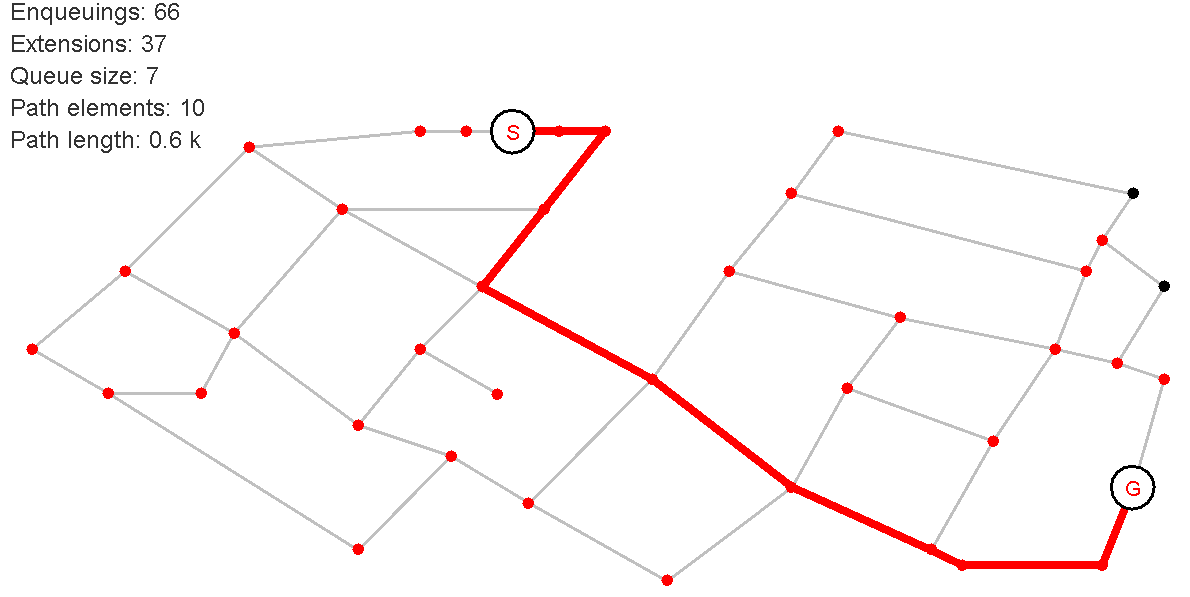 Enqueuings: 66
Extensions: 37
Queue size: 7
Path elements: 10
Path length: 0.6 k
S
G